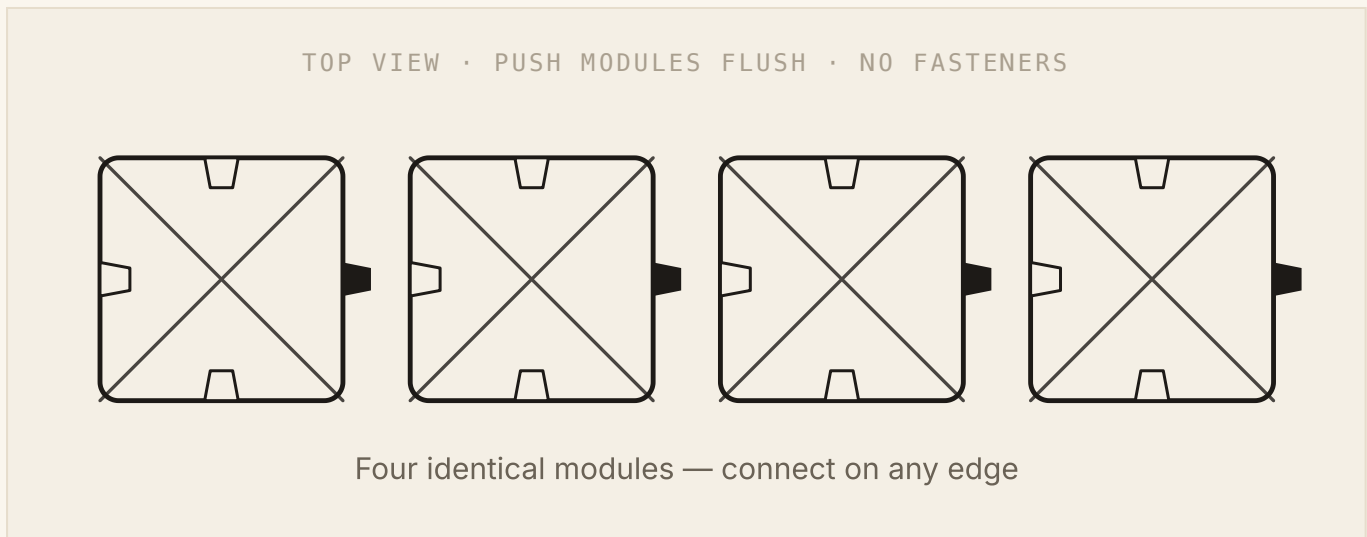 TOP VIEW · PUSH MODULES FLUSH · NO FASTENERS
Four identical modules — connect on any edge